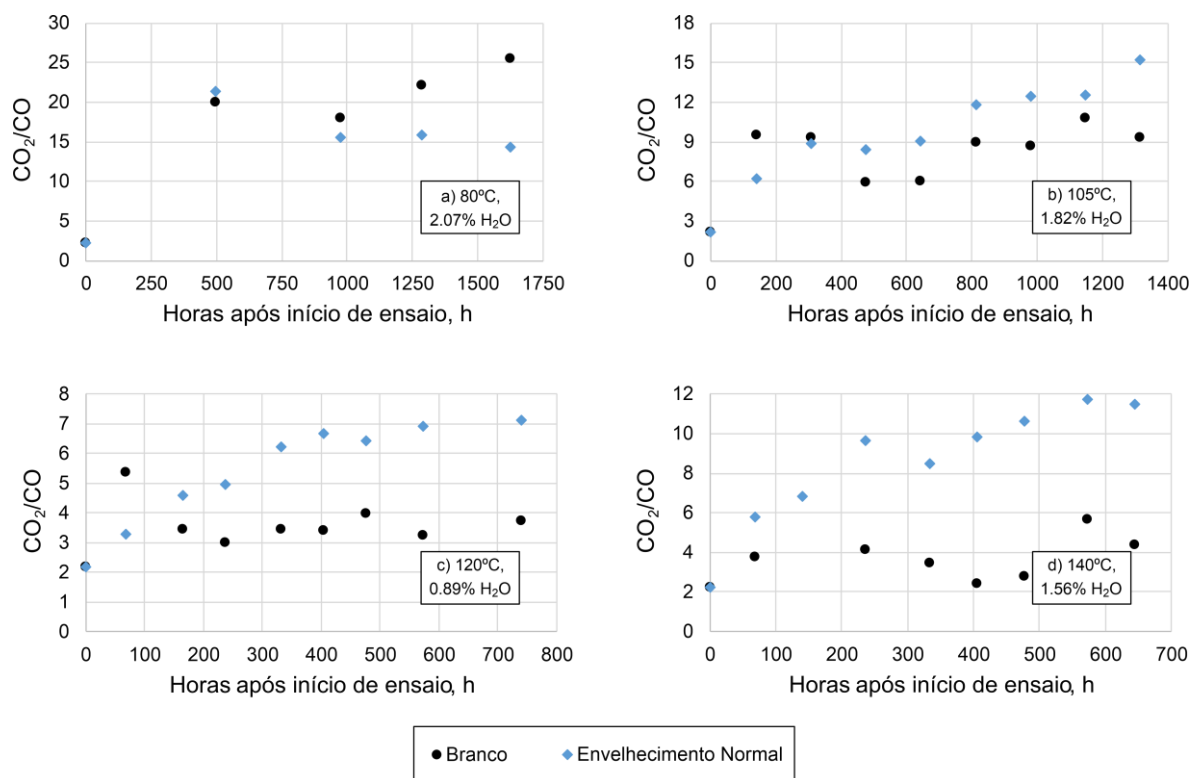 30
25
20
15
10
5
0
CO₂/CO
0 250 500 750 1000 1250 1500 1750
Horas após início de ensaio, h
a) 80ºC,
2.07% H₂O
15
12
9
6
3
0
CO₂/CO
0 200 400 600 800 1000 1200 1400
Horas após início de ensaio, h
b) 105ºC,
1.82% H₂O
8
7
6
5
4
3
2
1
0
CO₂/CO
0 100 200 300 400 500 600 700 800
Horas após início de ensaio, h
c) 120ºC,
0.89% H₂O
12
10
8
6
4
2
0
CO₂/CO
0 100 200 300 400 500 600 700
Horas após início de ensaio, h
d) 140ºC,
1.56% H₂O
Branco Envelhecimento Normal